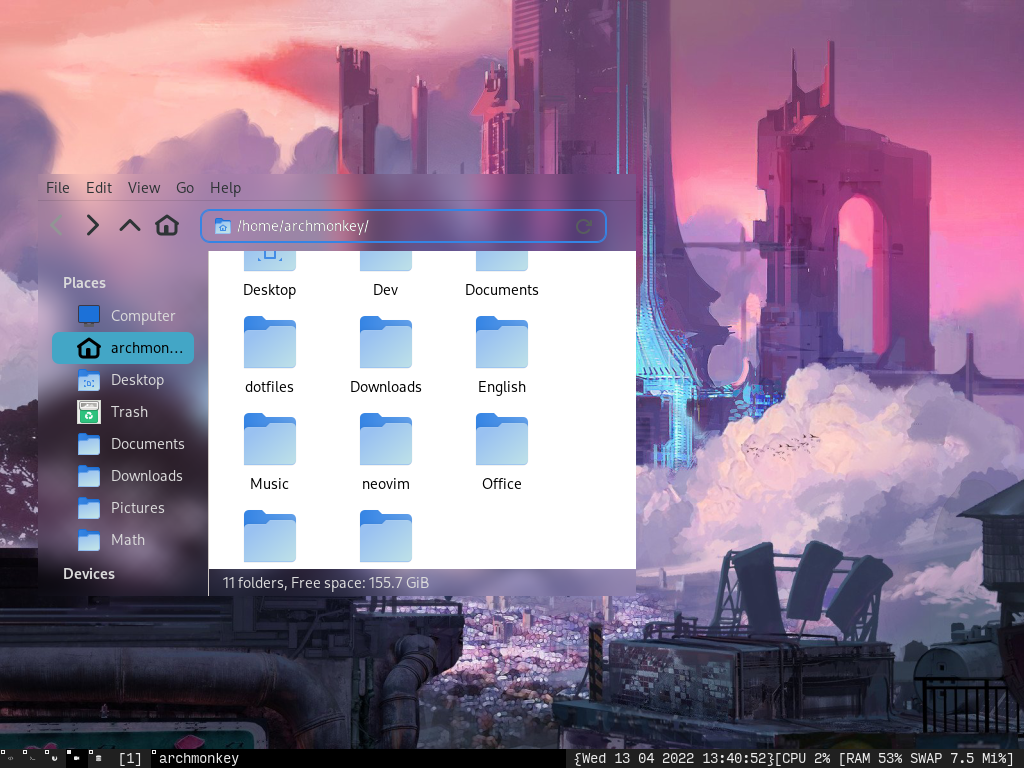 File Edit View Go Help
/home/archmonkey/
Places
Computer
archmon...
Desktop
Trash
Documents
Downloads
Pictures
Math
Devices
Desktop Dev Documents
dotfiles Downloads English
Music neovim Office
11 folders, Free space: 155.7 GiB
[1] archmonkey {Wed 13 04 2022 13:40:52}[CPU 2% [RAM 53% SWAP 7.5 Mi%]